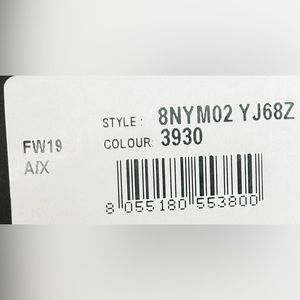 STYLE: 8NYM02 YJ68Z
FW19 COLOUR: 3930
A/X
8 055180 553800